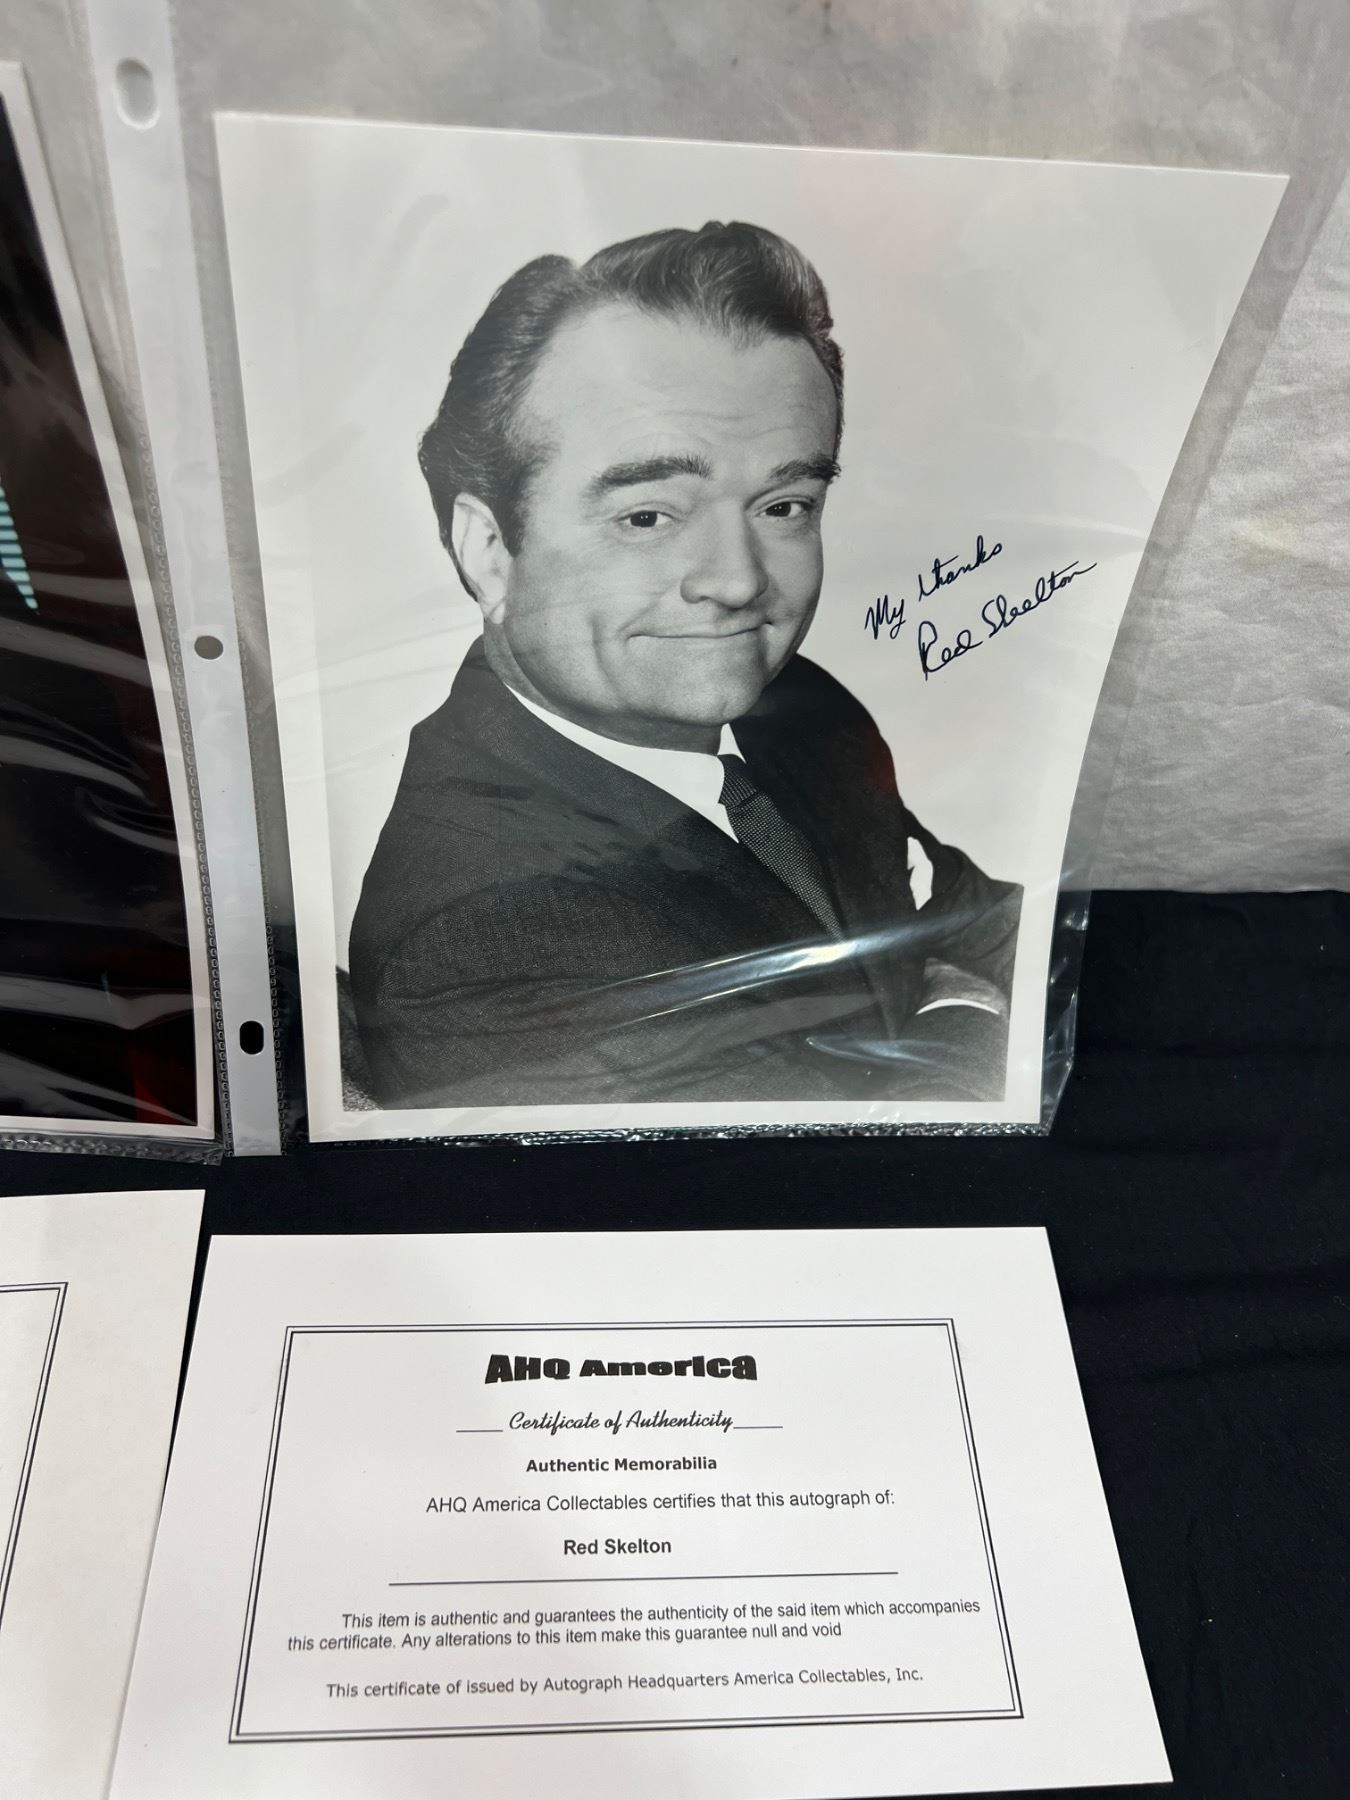 My thanks
Red Skelton
AHQ America
Certificate of Authenticity
Authentic Memorabilia
AHQ America Collectables certifies that this autograph of:
Red Skelton
This item is authentic and guarantees the authenticity of the said item which accompanies
this certificate. Any alterations to this item make this guarantee null and void
This certificate of issued by Autograph Headquarters America Collectables, Inc.